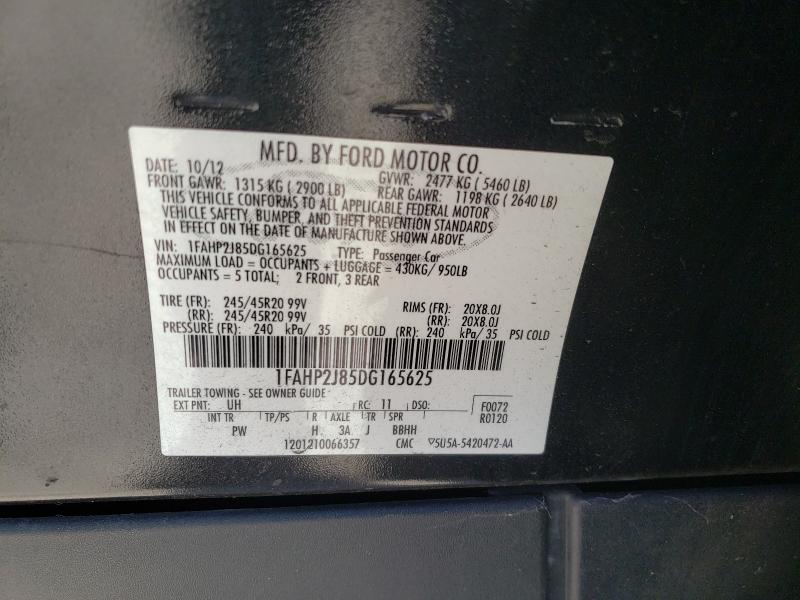 MFD. BY FORD MOTOR CO.
DATE: 10/12 GVWR: 2477 KG ( 5460 LB)
FRONT GAWR: 1315 KG ( 2900 LB) REAR GAWR: 1198 KG ( 2640 LB)
THIS VEHICLE CONFORMS TO ALL APPLICABLE FEDERAL MOTOR
VEHICLE SAFETY, BUMPER, AND THEFT PREVENTION STANDARDS
IN EFFECT ON THE DATE OF MANUFACTURE SHOWN ABOVE.
VIN: 1FAHP2J85DG165625 TYPE: Passenger Car
MAXIMUM LOAD = OCCUPANTS + LUGGAGE = 430KG/ 950LB
OCCUPANTS = 5 TOTAL; 2 FRONT, 3 REAR
TIRE (FR): 245/45R20 99V RIMS (FR): 20X8.0J
(RR): 245/45R20 99V (RR): 20X8.0J
PRESSURE (FR): 240 kPa/ 35 PSI COLD (RR): 240 kPa/ 35 PSI COLD
1FAHP2J85DG165625
TRAILER TOWING - SEE OWNER GUIDE
EXT PNT: UH RC: 11 DSO: F0072
INT TR TP/PS R AXLE TR SPR R0120
PW H 3A J BBHH
1201210066357 CMC ▽5U5A-5420472-AA